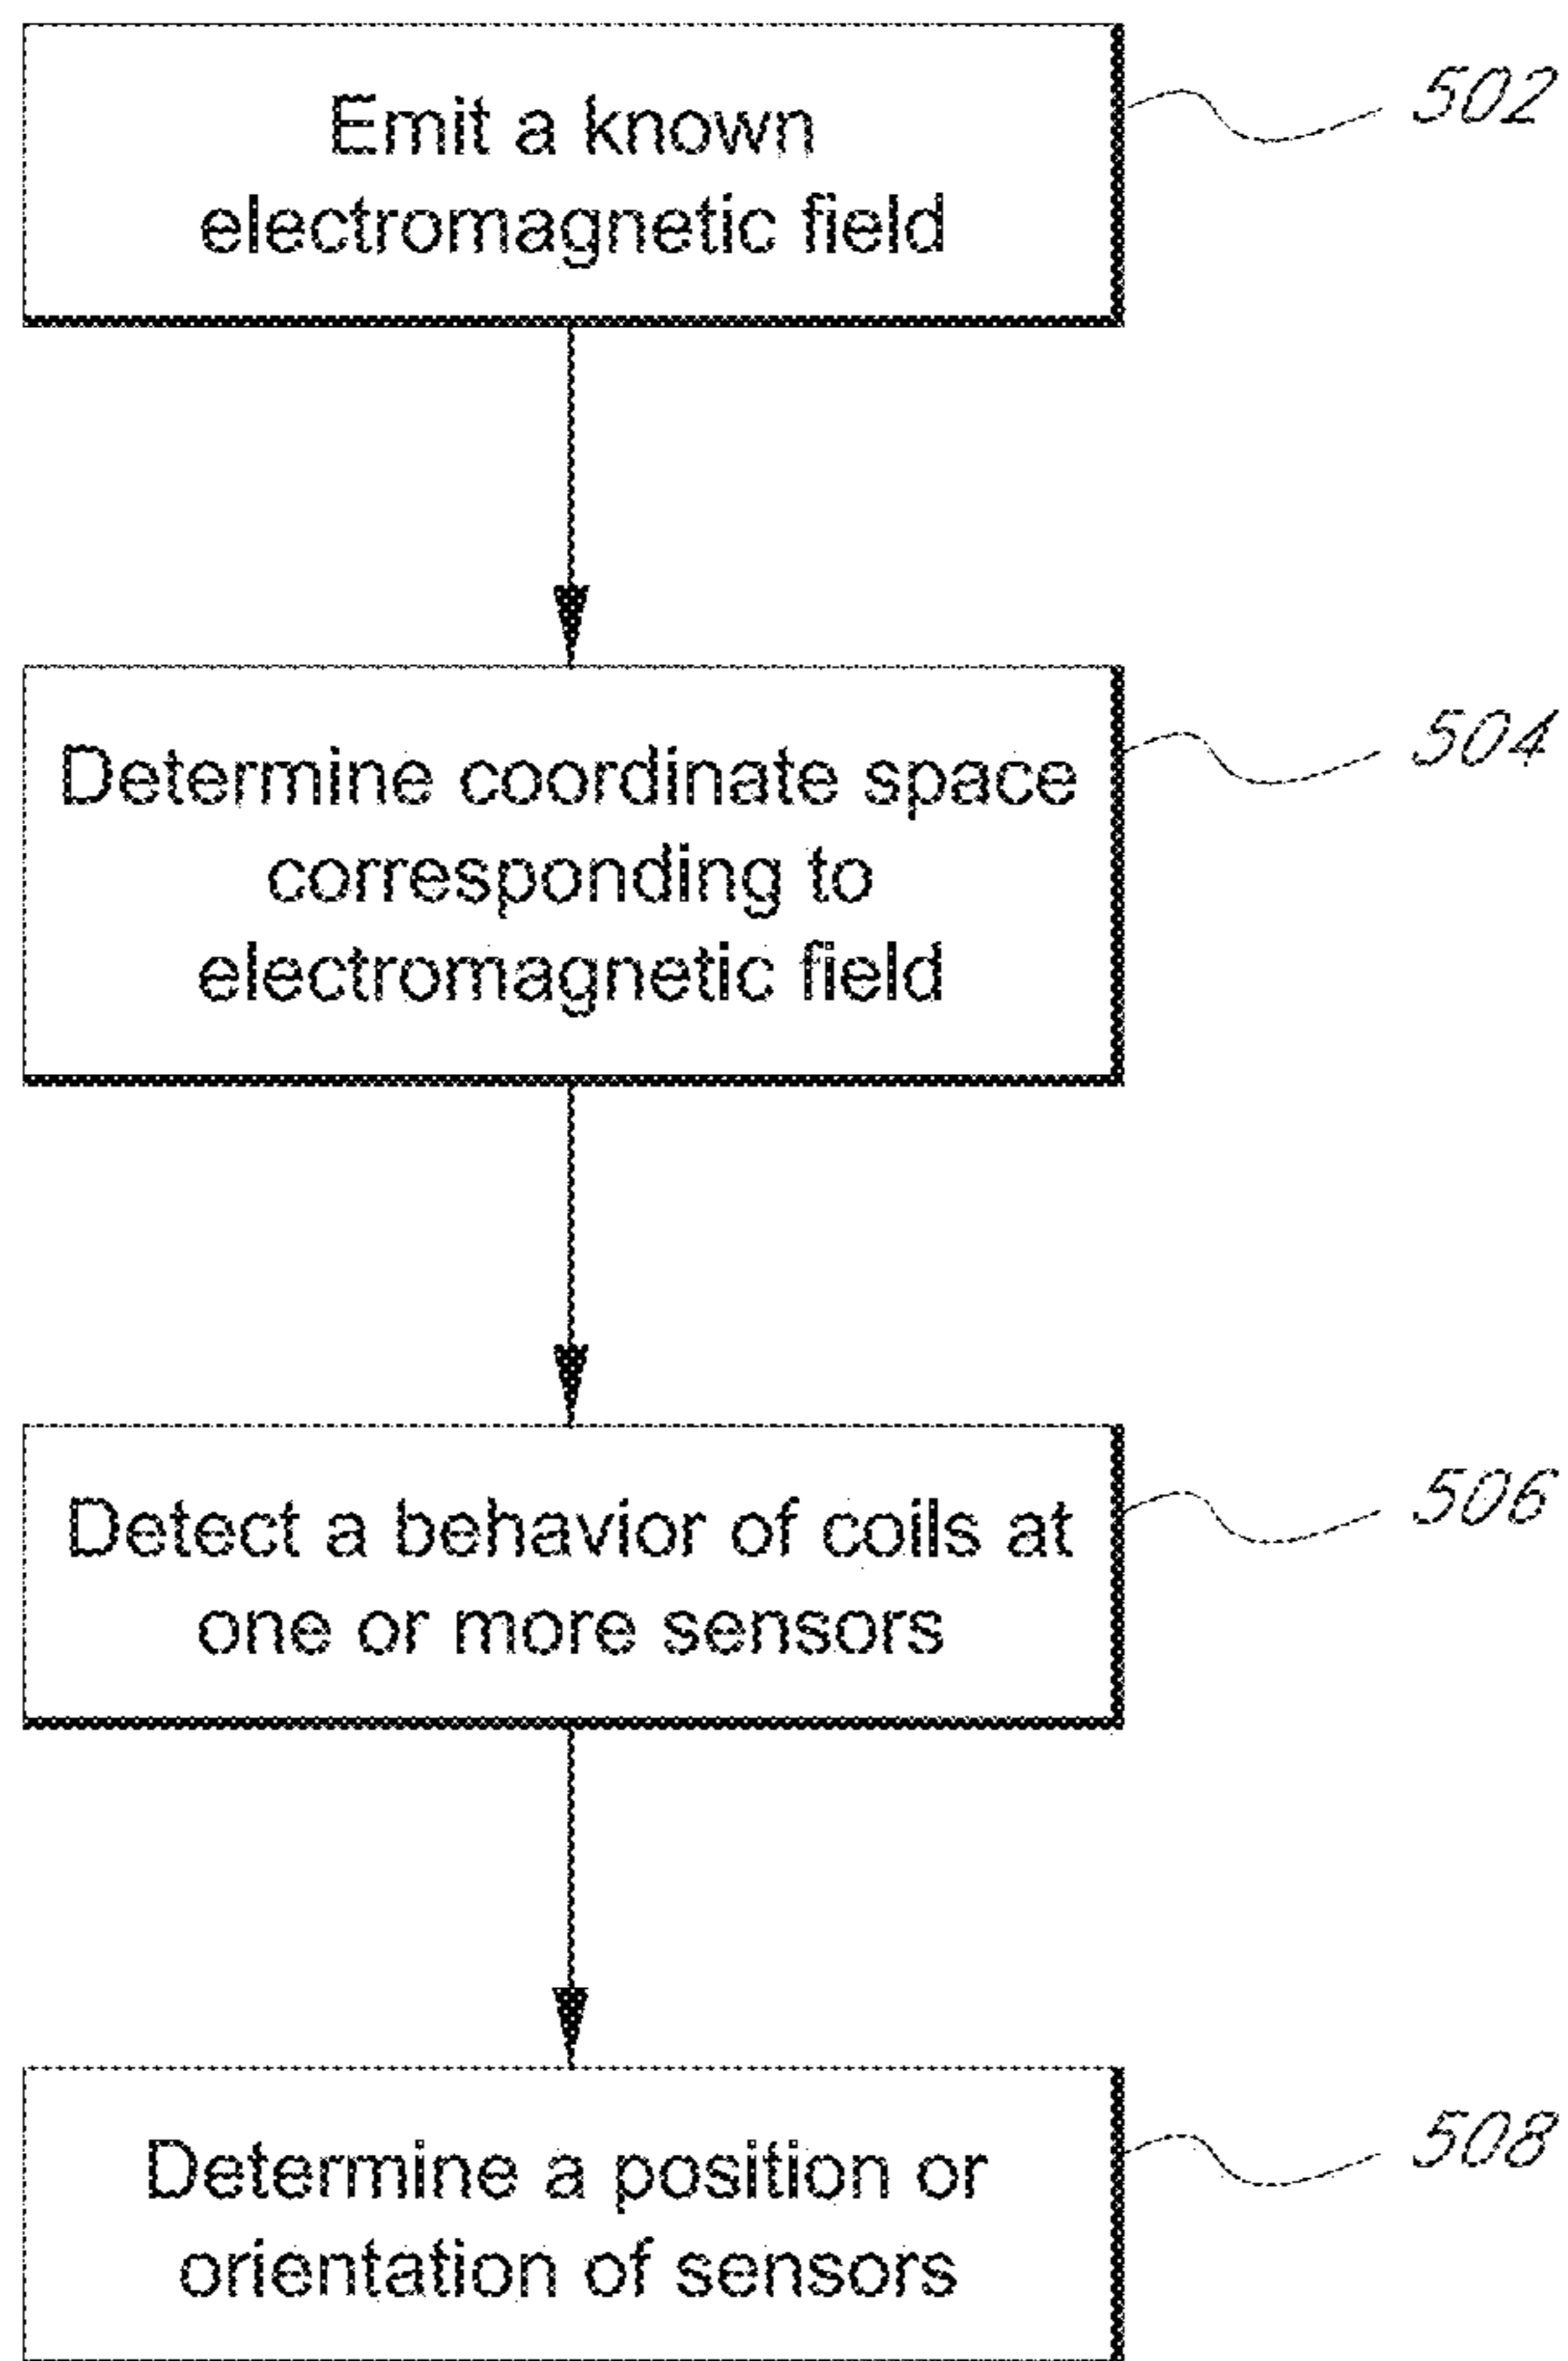 Emit a known
electromagnetic field
502
Determine coordinate space
corresponding to
electromagnetic field
504
Detect a behavior of coils at
one or more sensors
506
Determine a position or
orientation of sensors
508